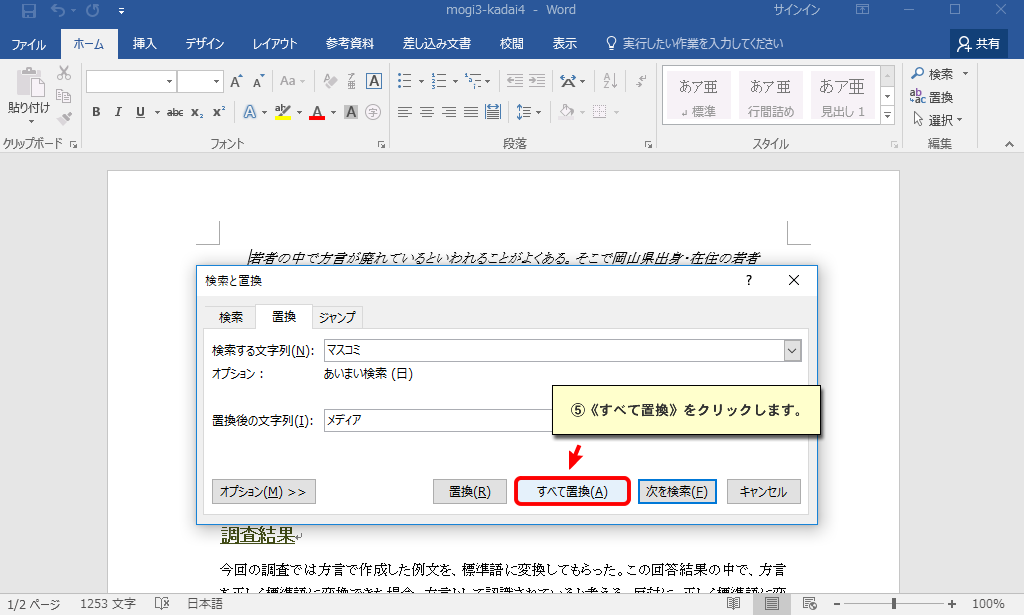 mogi3-kadai4 - Word
サインイン
ファイル
ホーム
挿入
デザイン
レイアウト
参考資料
差し込み文書
校閲
表示
実行したい作業を入力してください
共有
貼り付け
クリップボード
Aa
B I U abc x₂ x²
A
フォント
段落
あア亜
標準
あア亜
行間詰め
あア亜
見出し 1
スタイル
検索
置換
選択
編集
若者の中で方言が廃れているといわれることがよくある。そこで岡山県出身・在住の若者
検索と置換
?
検索
置換
ジャンプ
検索する文字列(N):
マスコミ
オプション:
あいまい検索 (日)
置換後の文字列(I):
メディア
⑤《すべて置換》をクリックします。
オプション(M) >>
置換(R)
すべて置換(A)
次を検索(F)
キャンセル
調査結果
今回の調査では方言で作成した例文を、標準語に変換してもらった。この回答結果の中で、方言
1/2 ページ
1253 文字
日本語
100%